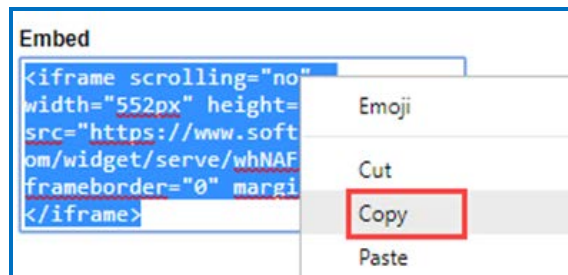 Embed
<iframe scrolling="no"
width="552px" height=
src="https://www.soft
om/widget/serve/whNAF
frameborder="0" margi
</iframe>
Emoji
Cut
Copy
Paste